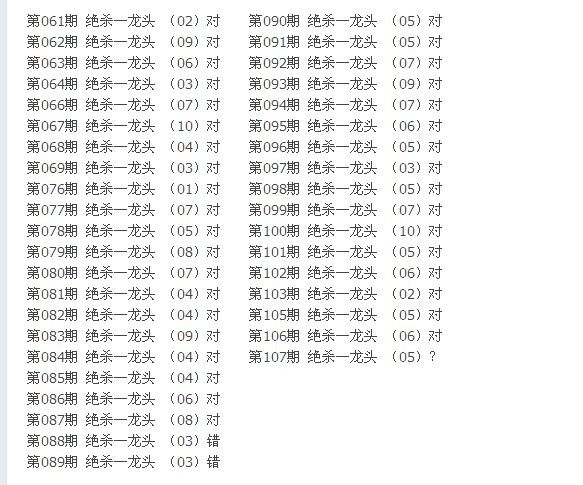 第061期 绝杀一龙头 （02）对
第062期 绝杀一龙头 （09）对
第063期 绝杀一龙头 （06）对
第064期 绝杀一龙头 （03）对
第066期 绝杀一龙头 （07）对
第067期 绝杀一龙头 （10）对
第068期 绝杀一龙头 （04）对
第069期 绝杀一龙头 （03）对
第076期 绝杀一龙头 （01）对
第077期 绝杀一龙头 （07）对
第078期 绝杀一龙头 （05）对
第079期 绝杀一龙头 （08）对
第080期 绝杀一龙头 （07）对
第081期 绝杀一龙头 （04）对
第082期 绝杀一龙头 （04）对
第083期 绝杀一龙头 （09）对
第084期 绝杀一龙头 （04）对
第085期 绝杀一龙头 （04）对
第086期 绝杀一龙头 （06）对
第087期 绝杀一龙头 （08）对
第088期 绝杀一龙头 （03）错
第089期 绝杀一龙头 （03）错
第090期 绝杀一龙头 （05）对
第091期 绝杀一龙头 （05）对
第092期 绝杀一龙头 （07）对
第093期 绝杀一龙头 （09）对
第094期 绝杀一龙头 （07）对
第095期 绝杀一龙头 （06）对
第096期 绝杀一龙头 （05）对
第097期 绝杀一龙头 （03）对
第098期 绝杀一龙头 （05）对
第099期 绝杀一龙头 （07）对
第100期 绝杀一龙头 （10）对
第101期 绝杀一龙头 （05）对
第102期 绝杀一龙头 （06）对
第103期 绝杀一龙头 （02）对
第105期 绝杀一龙头 （05）对
第106期 绝杀一龙头 （06）对
第107期 绝杀一龙头 （05）？